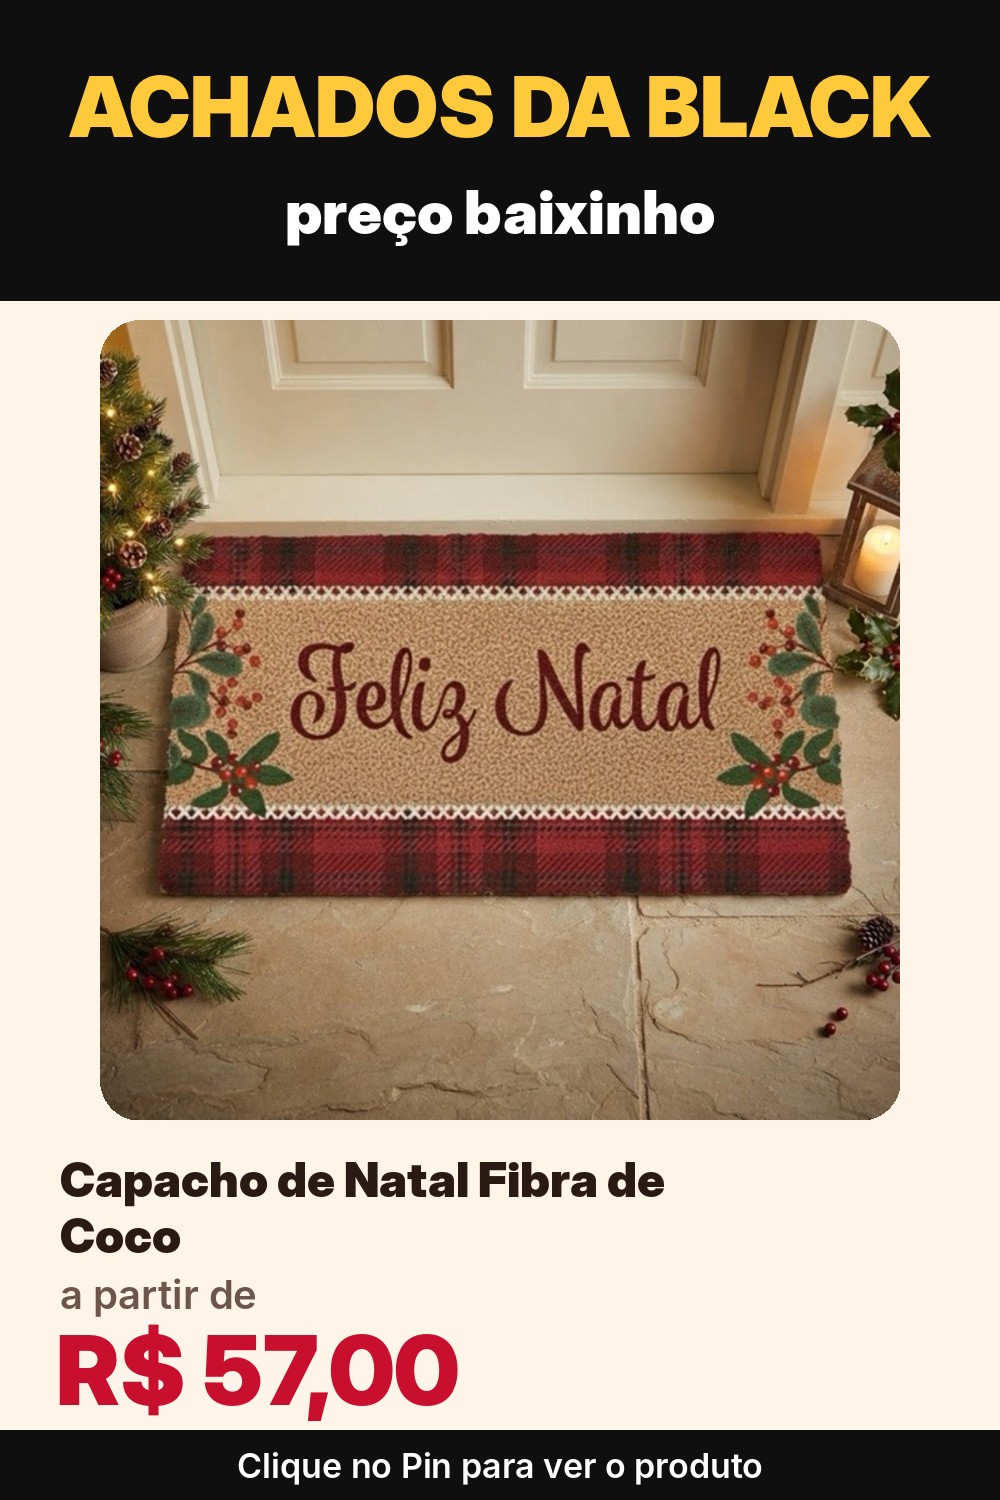 ACHADOS DA BLACK
preço baixinho
Feliz Natal
Capacho de Natal Fibra de
Coco
a partir de
R$ 57,00
Clique no Pin para ver o produto